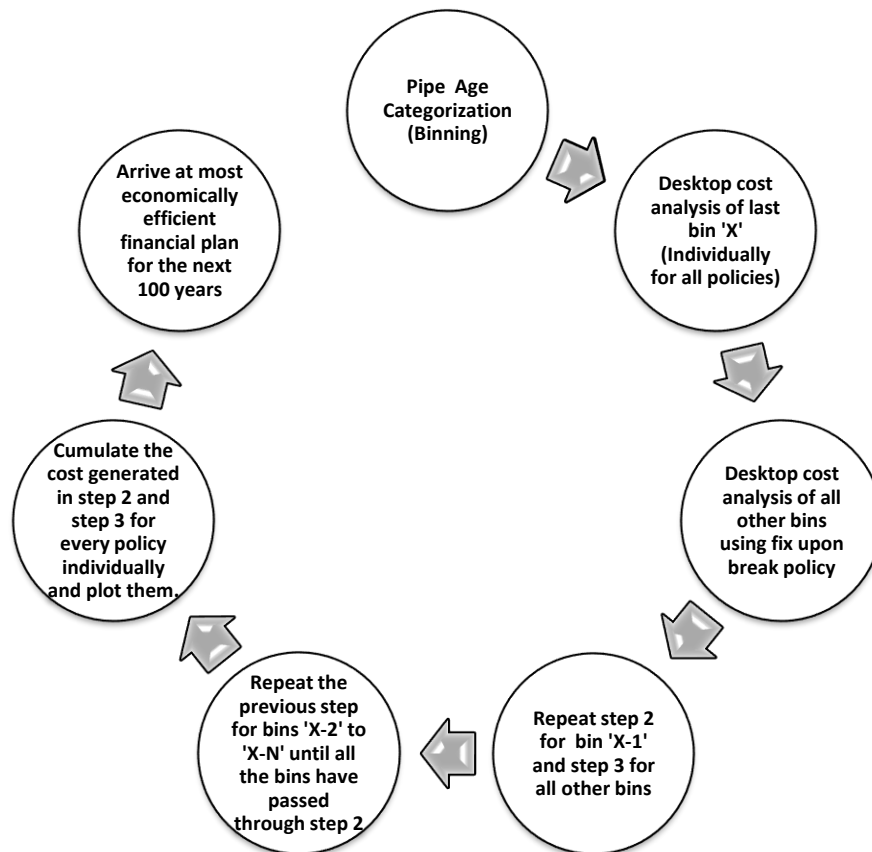 Pipe Age
Categorization
(Binning)
Desktop cost
analysis of last
bin 'X'
(Individually
for all policies)
Desktop cost
analysis of all
other bins
using fix upon
break policy
Repeat step 2
for bin 'X-1'
and step 3 for
all other bins
Repeat the
previous step
for bins 'X-2' to
'X-N' until all
the bins have
passed
through step 2
Cumulate the
cost generated
in step 2 and
step 3 for
every policy
individually
and plot them.
Arrive at most
economically
efficient
financial plan
for the next
100 years